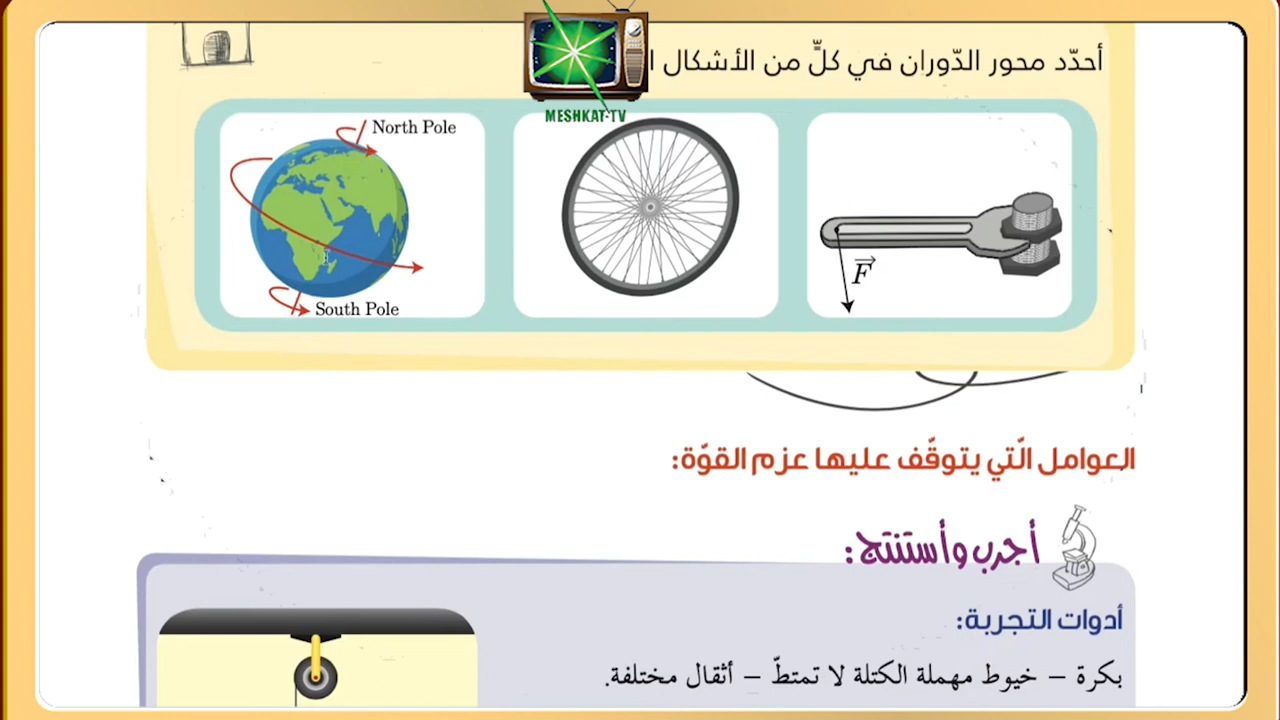 أحدّد محور الدّوران في كلٍّ من الأشكال
MESHKAT-TV
North Pole
South Pole
F
العوامل الّتي يتوقّف عليها عزم القوّة:
أجرب وأستنتج:
أدوات التجربة:
بكرة – خيوط مهملة الكتلة لا تمتطّ – أثقال مختلفة.